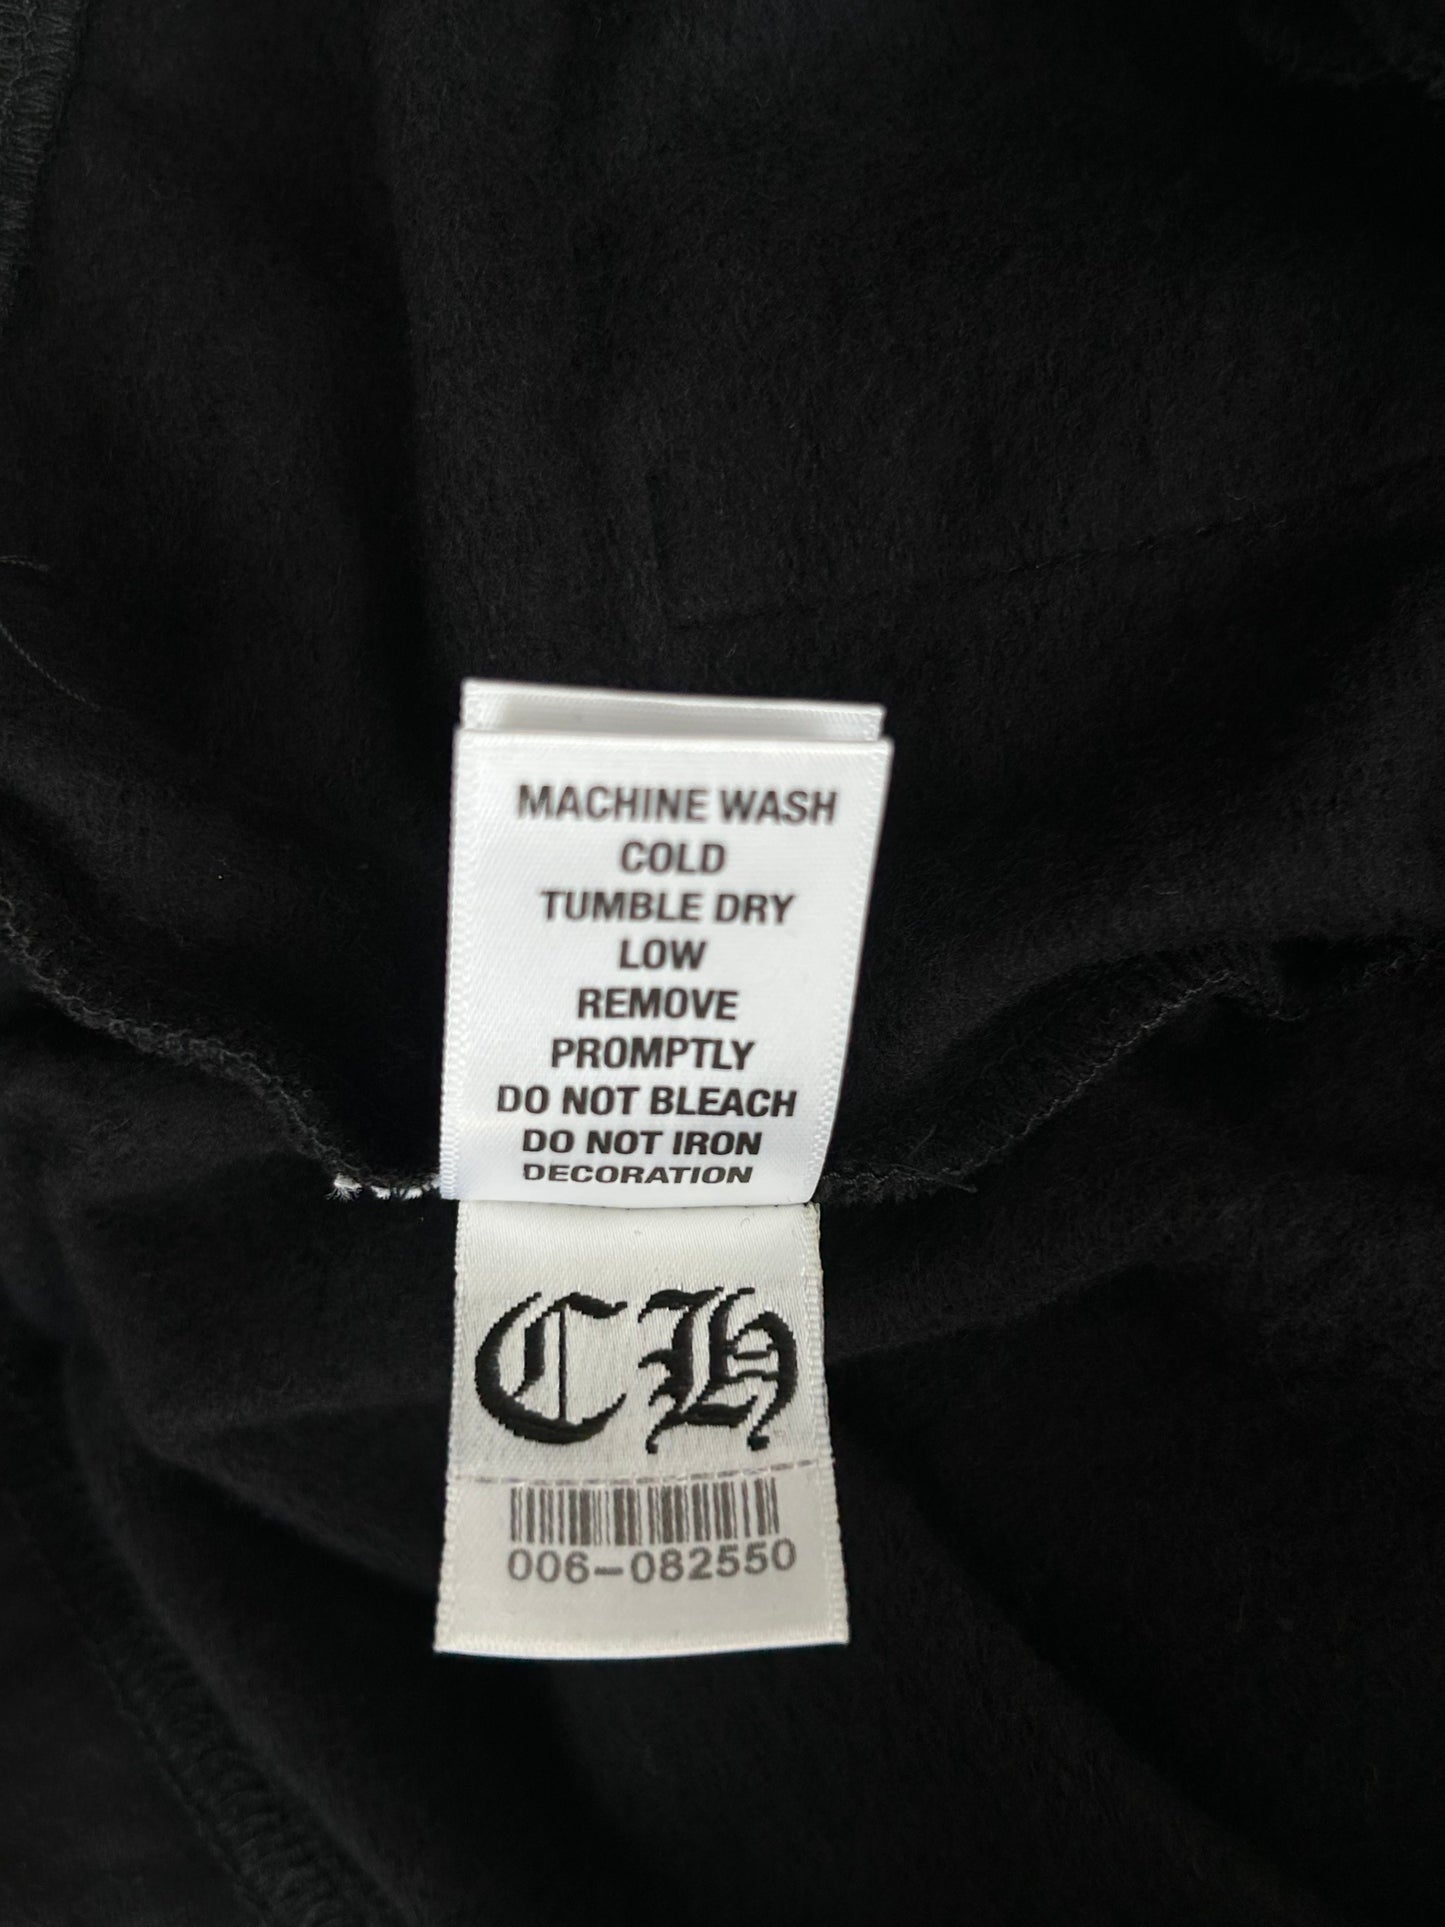 MACHINE WASH
COLD
TUMBLE DRY
LOW
REMOVE
PROMPTLY
DO NOT BLEACH
DO NOT IRON
DECORATION
CH
006-082550